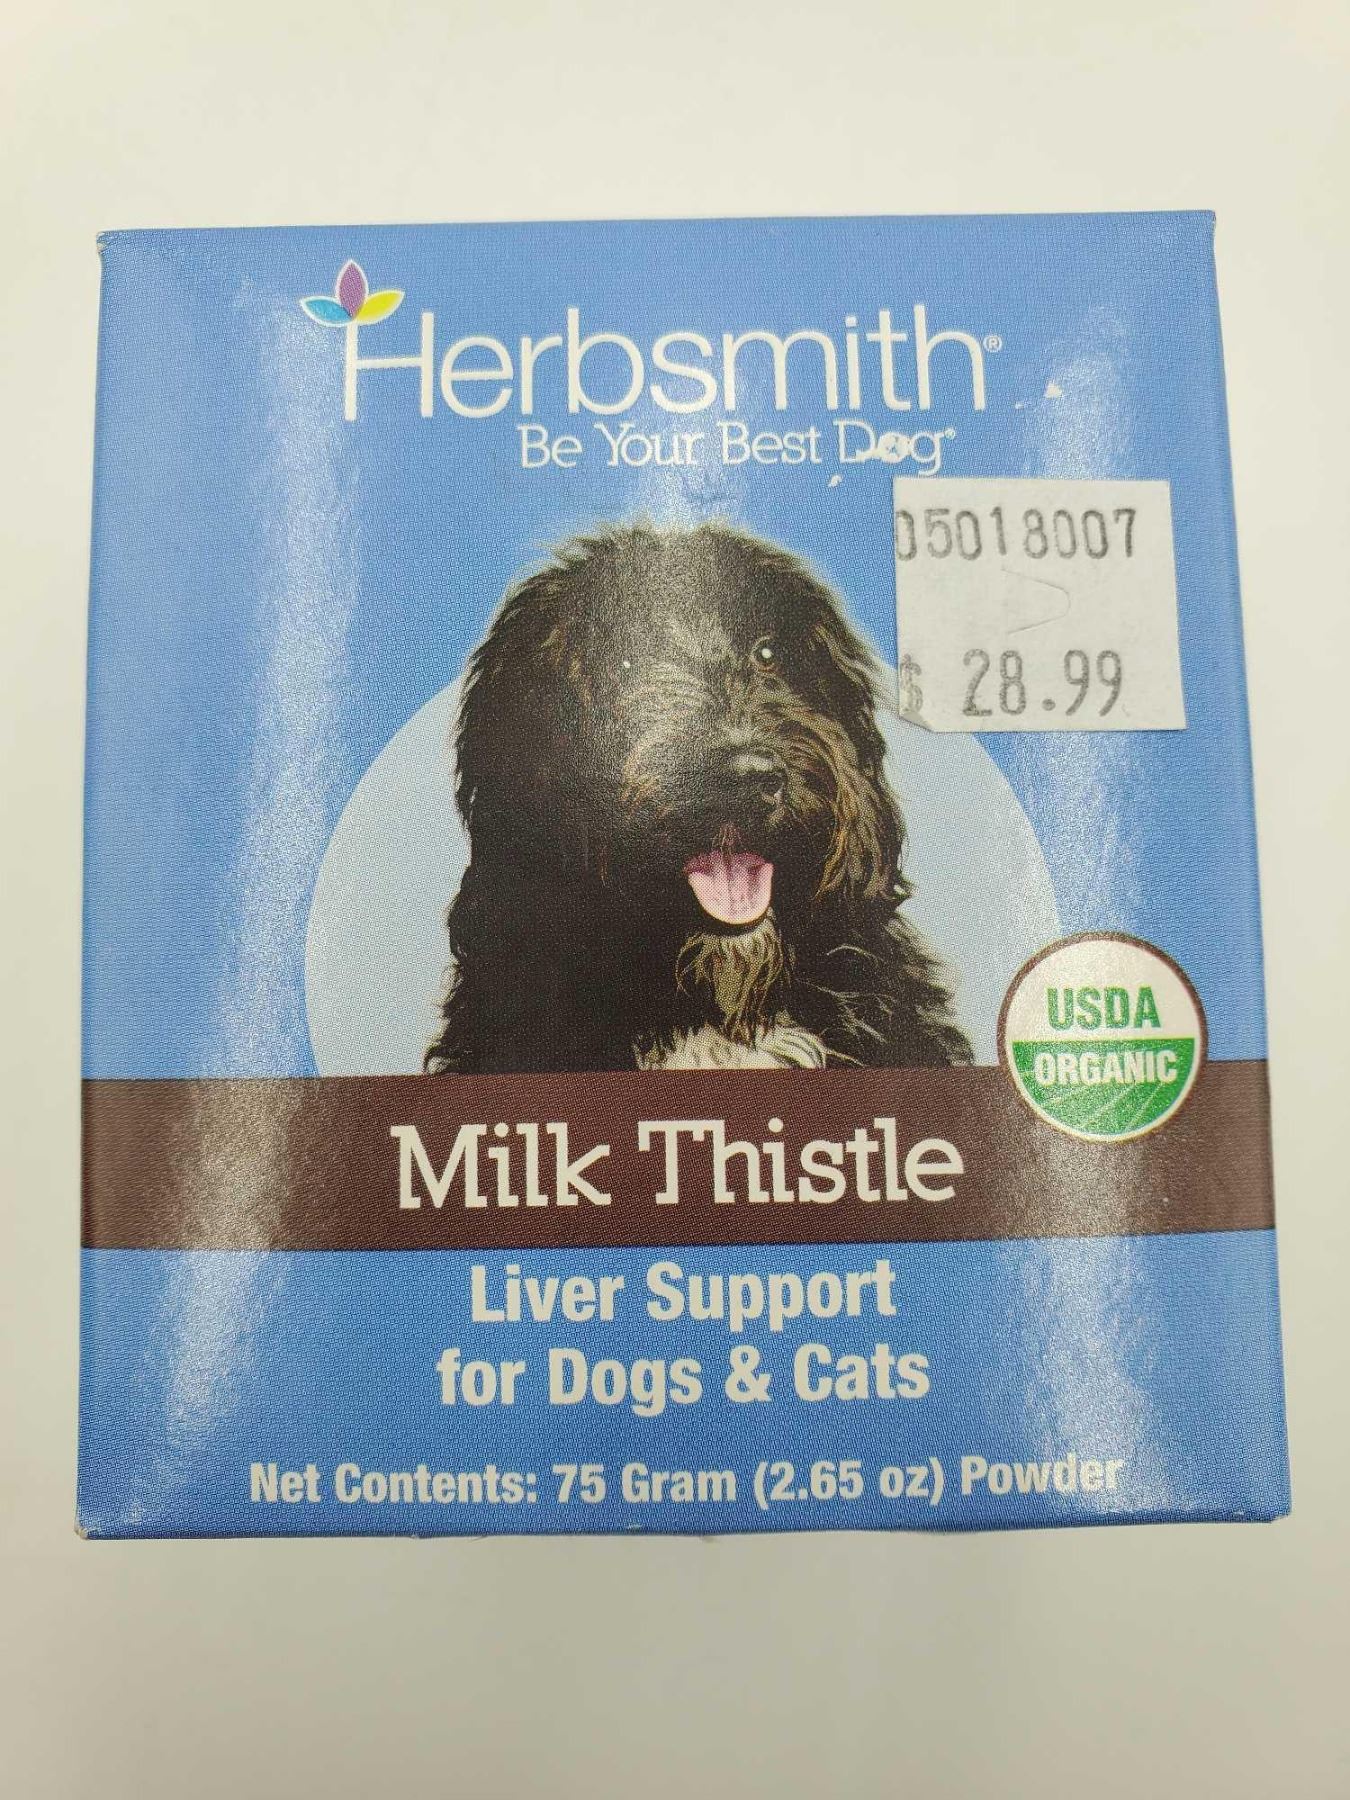 Herbsmith®
Be Your Best Dog®
05018007
$ 28.99
USDA
ORGANIC
Milk Thistle
Liver Support
for Dogs & Cats
Net Contents: 75 Gram (2.65 oz) Powder